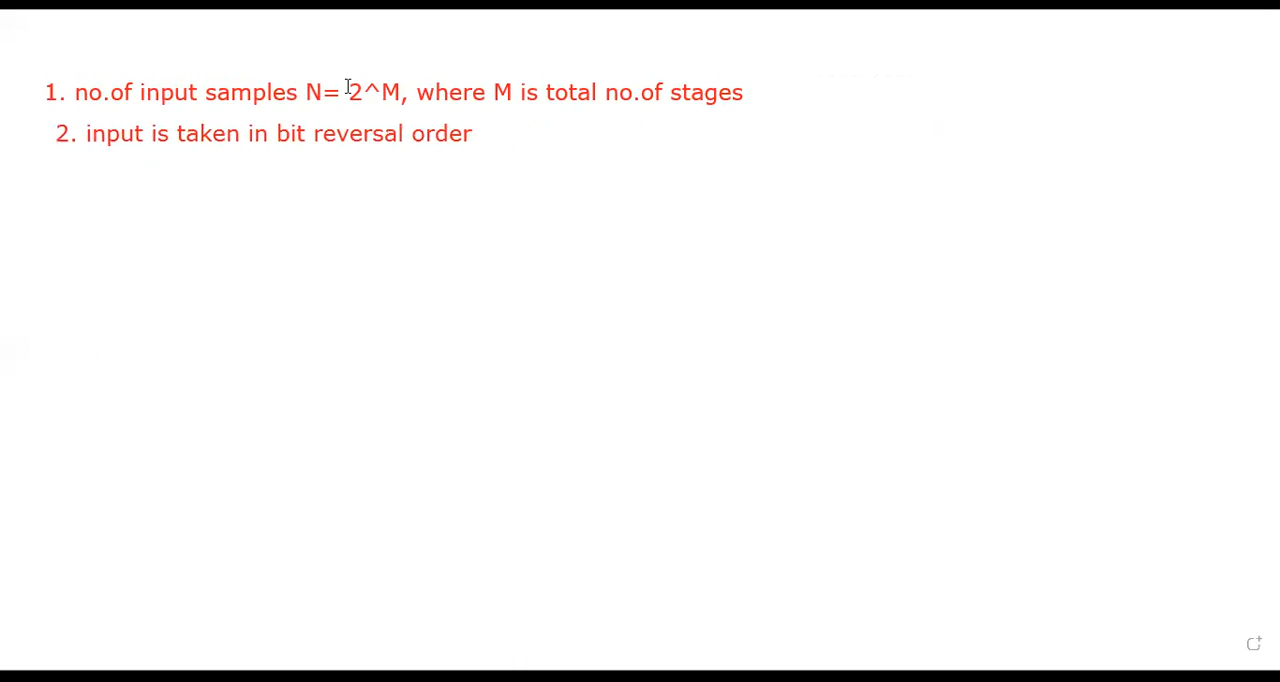 1. no.of input samples N= 2^M, where M is total no.of stages
2. input is taken in bit reversal order